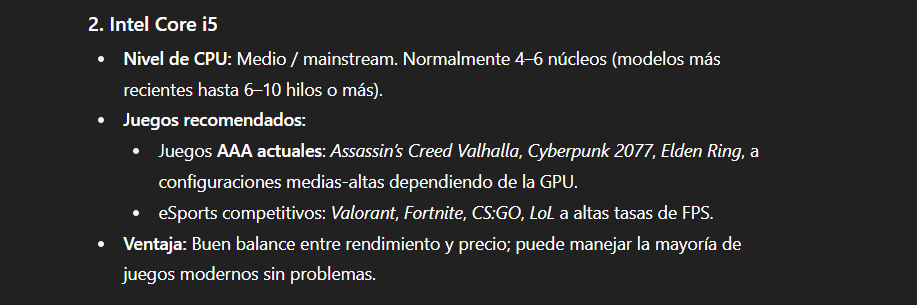 2. Intel Core i5
• Nivel de CPU: Medio / mainstream. Normalmente 4–6 núcleos (modelos más
recientes hasta 6–10 hilos o más).
• Juegos recomendados:
• Juegos AAA actuales: Assassin’s Creed Valhalla, Cyberpunk 2077, Elden Ring, a
configuraciones medias-altas dependiendo de la GPU.
• eSports competitivos: Valorant, Fortnite, CS:GO, LoL a altas tasas de FPS.
• Ventaja: Buen balance entre rendimiento y precio; puede manejar la mayoría de
juegos modernos sin problemas.